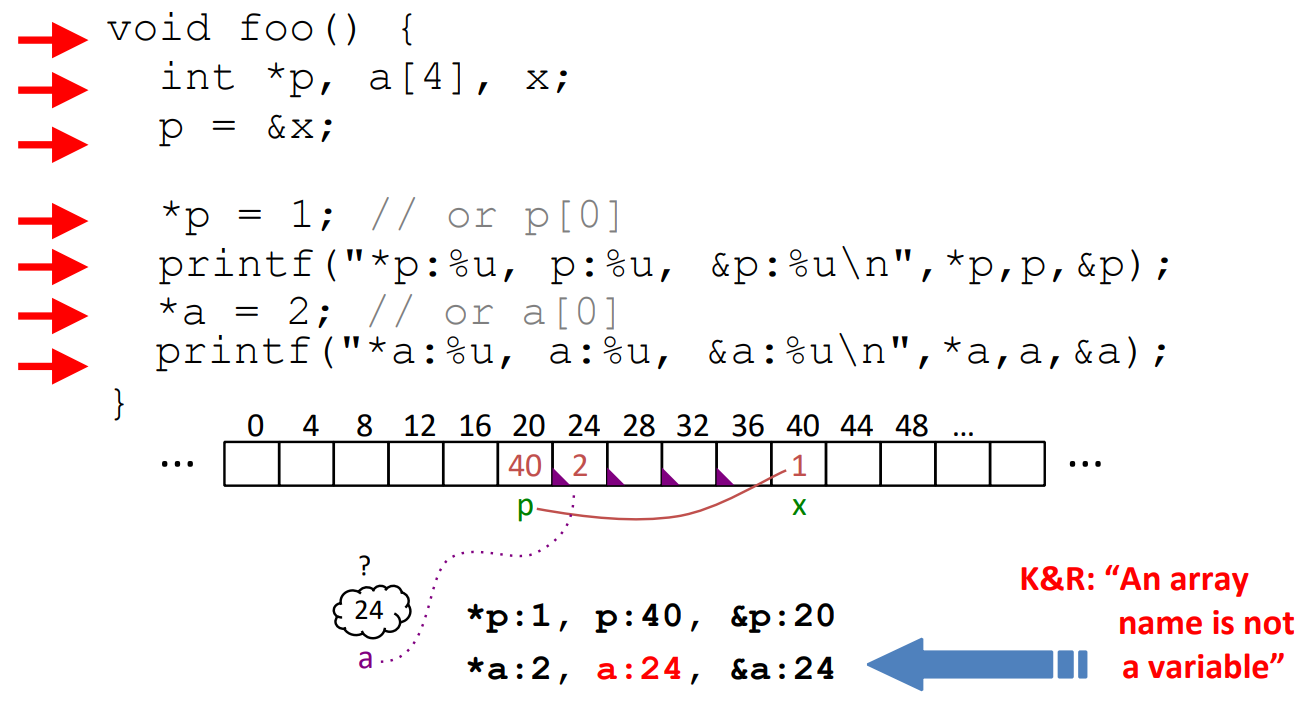 void foo() {
int *p, a[4], x;
p = &x;
*p = 1; // or p[0]
printf("*p:%u, p:%u, &p:%u\n",*p,p,&p);
*a = 2; // or a[0]
printf("*a:%u, a:%u, &a:%u\n",*a,a,&a);
}
0 4 8 12 16 20 24 28 32 36 40 44 48 ...
... 40 2 1 ...
p x
?
24
a
*p:1, p:40, &p:20
*a:2, a:24, &a:24
K&R: “An array
name is not
a variable”